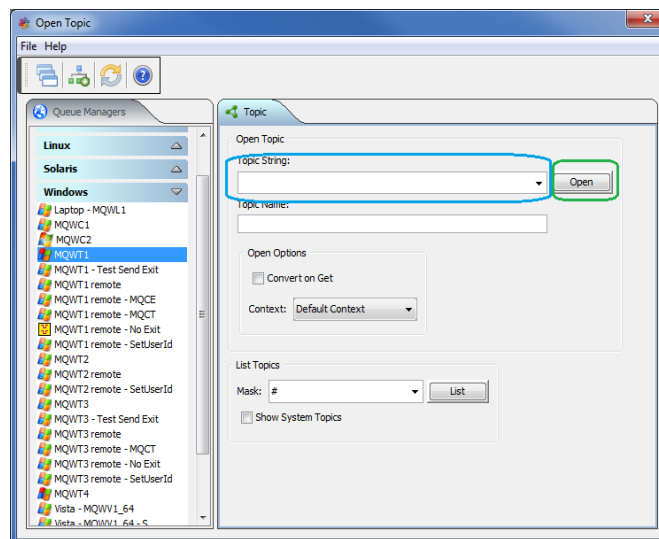 Open Topic
File Help
Queue Managers
Linux
Solaris
Windows
Laptop - MQWL1
MQWC1
MQWC2
MQWT1
MQWT1 - Test Send Exit
MQWT1 remote
MQWT1 remote - MQCE
MQWT1 remote - MQCT
MQWT1 remote - No Exit
MQWT1 remote - SetUserId
MQWT2
MQWT2 remote
MQWT2 remote - SetUserId
MQWT3
MQWT3 - Test Send Exit
MQWT3 remote
MQWT3 remote - MQCT
MQWT3 remote - No Exit
MQWT3 remote - SetUserId
MQWT4
Vista - MQWV1_64
Vista - MQWV1_64 - S
Topic
Open Topic
Topic String:
Open
Topic Name:
Open Options
Convert on Get
Context: Default Context
List Topics
Mask: # List
Show System Topics